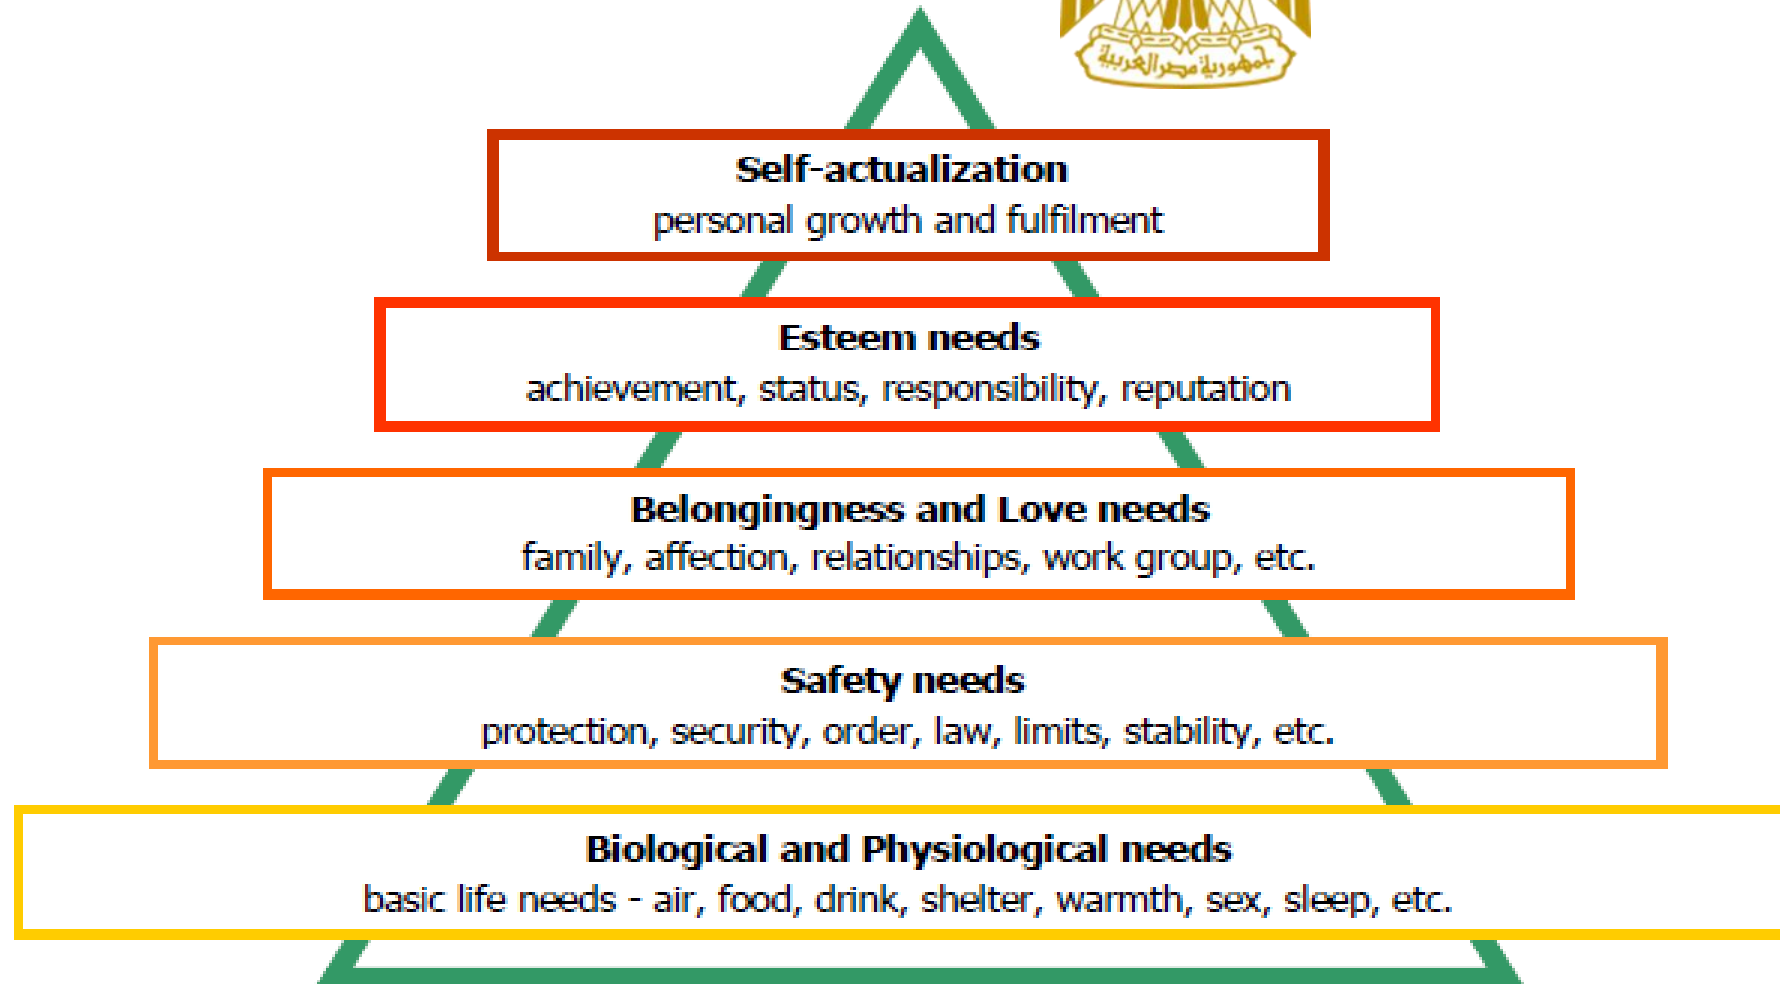 جمهورية مصر العربية
Self-actualization
personal growth and fulfilment
Esteem needs
achievement, status, responsibility, reputation
Belongingness and Love needs
family, affection, relationships, work group, etc.
Safety needs
protection, security, order, law, limits, stability, etc.
Biological and Physiological needs
basic life needs - air, food, drink, shelter, warmth, sex, sleep, etc.